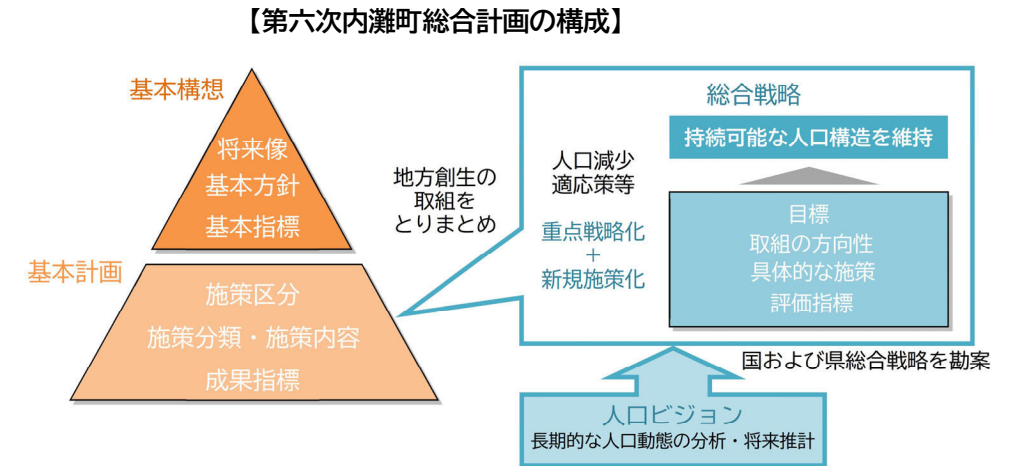 【第六次内灘町総合計画の構成】
基本構想
将来像
基本方針
基本指標
基本計画
施策区分
施策分類・施策内容
成果指標
地方創生の
取組を
とりまとめ
総合戦略
持続可能な人口構造を維持
人口減少
適応策等
重点戦略化
+
新規施策化
目標
取組の方向性
具体的な施策
評価指標
国および県総合戦略を勘案
人口ビジョン
長期的な人口動態の分析・将来推計